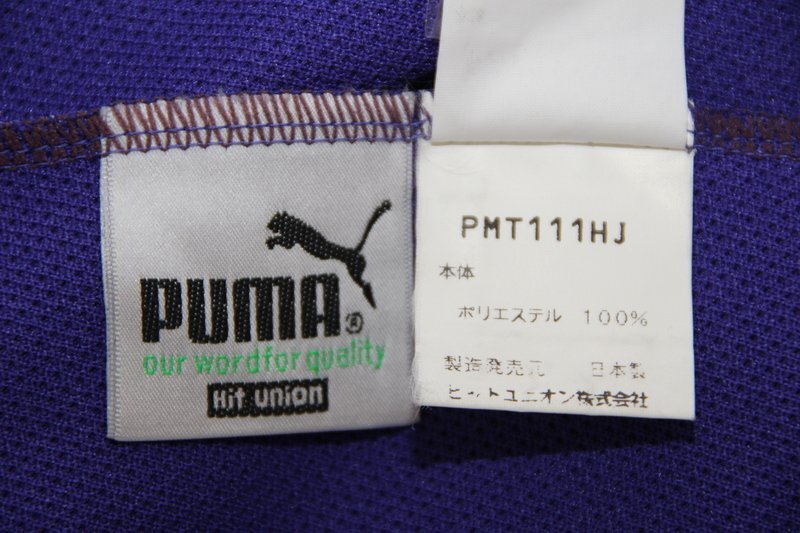 PUMA®
our word for quality
Hit union
PMT111HJ
本体
ポリエステル 100%
製造発売元 日本製
ヒットユニオン株式会社